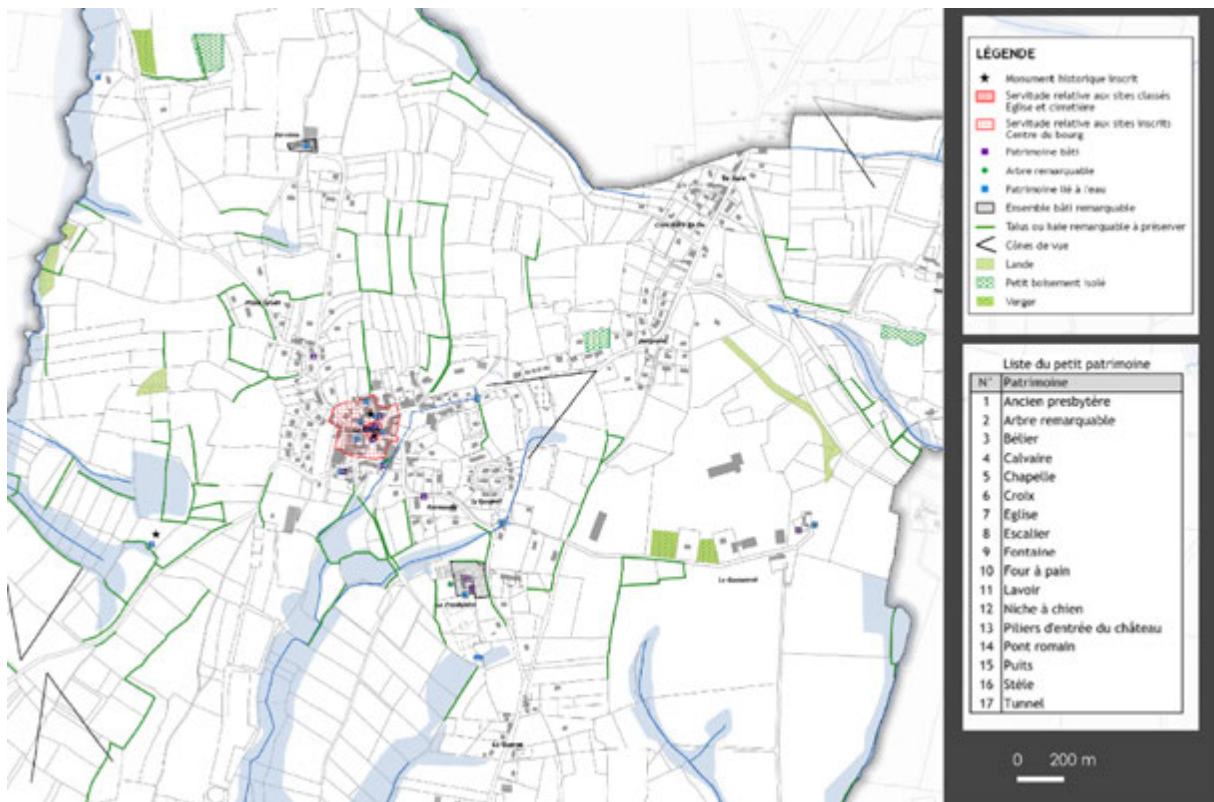 LÉGENDE
Monument historique inscrit
Servitude relative aux sites classés
Eglise et cimetière
Servitude relative aux sites inscrits
Centre du bourg
Patrimoine bâti
Arbre remarquable
Patrimoine lié à l'eau
Ensemble bâti remarquable
Talus ou haie remarquable à préserver
Cônes de vue
Lande
Petit boisement isolé
Verger
Liste du petit patrimoine
N° Patrimoine
1 Ancien presbytère
2 Arbre remarquable
3 Bélier
4 Calvaire
5 Chapelle
6 Croix
7 Eglise
8 Escalier
9 Fontaine
10 Four à pain
11 Lavoir
12 Niche à chien
13 Piliers d'entrée du château
14 Pont romain
15 Puits
16 Stèle
17 Tunnel
0 200 m